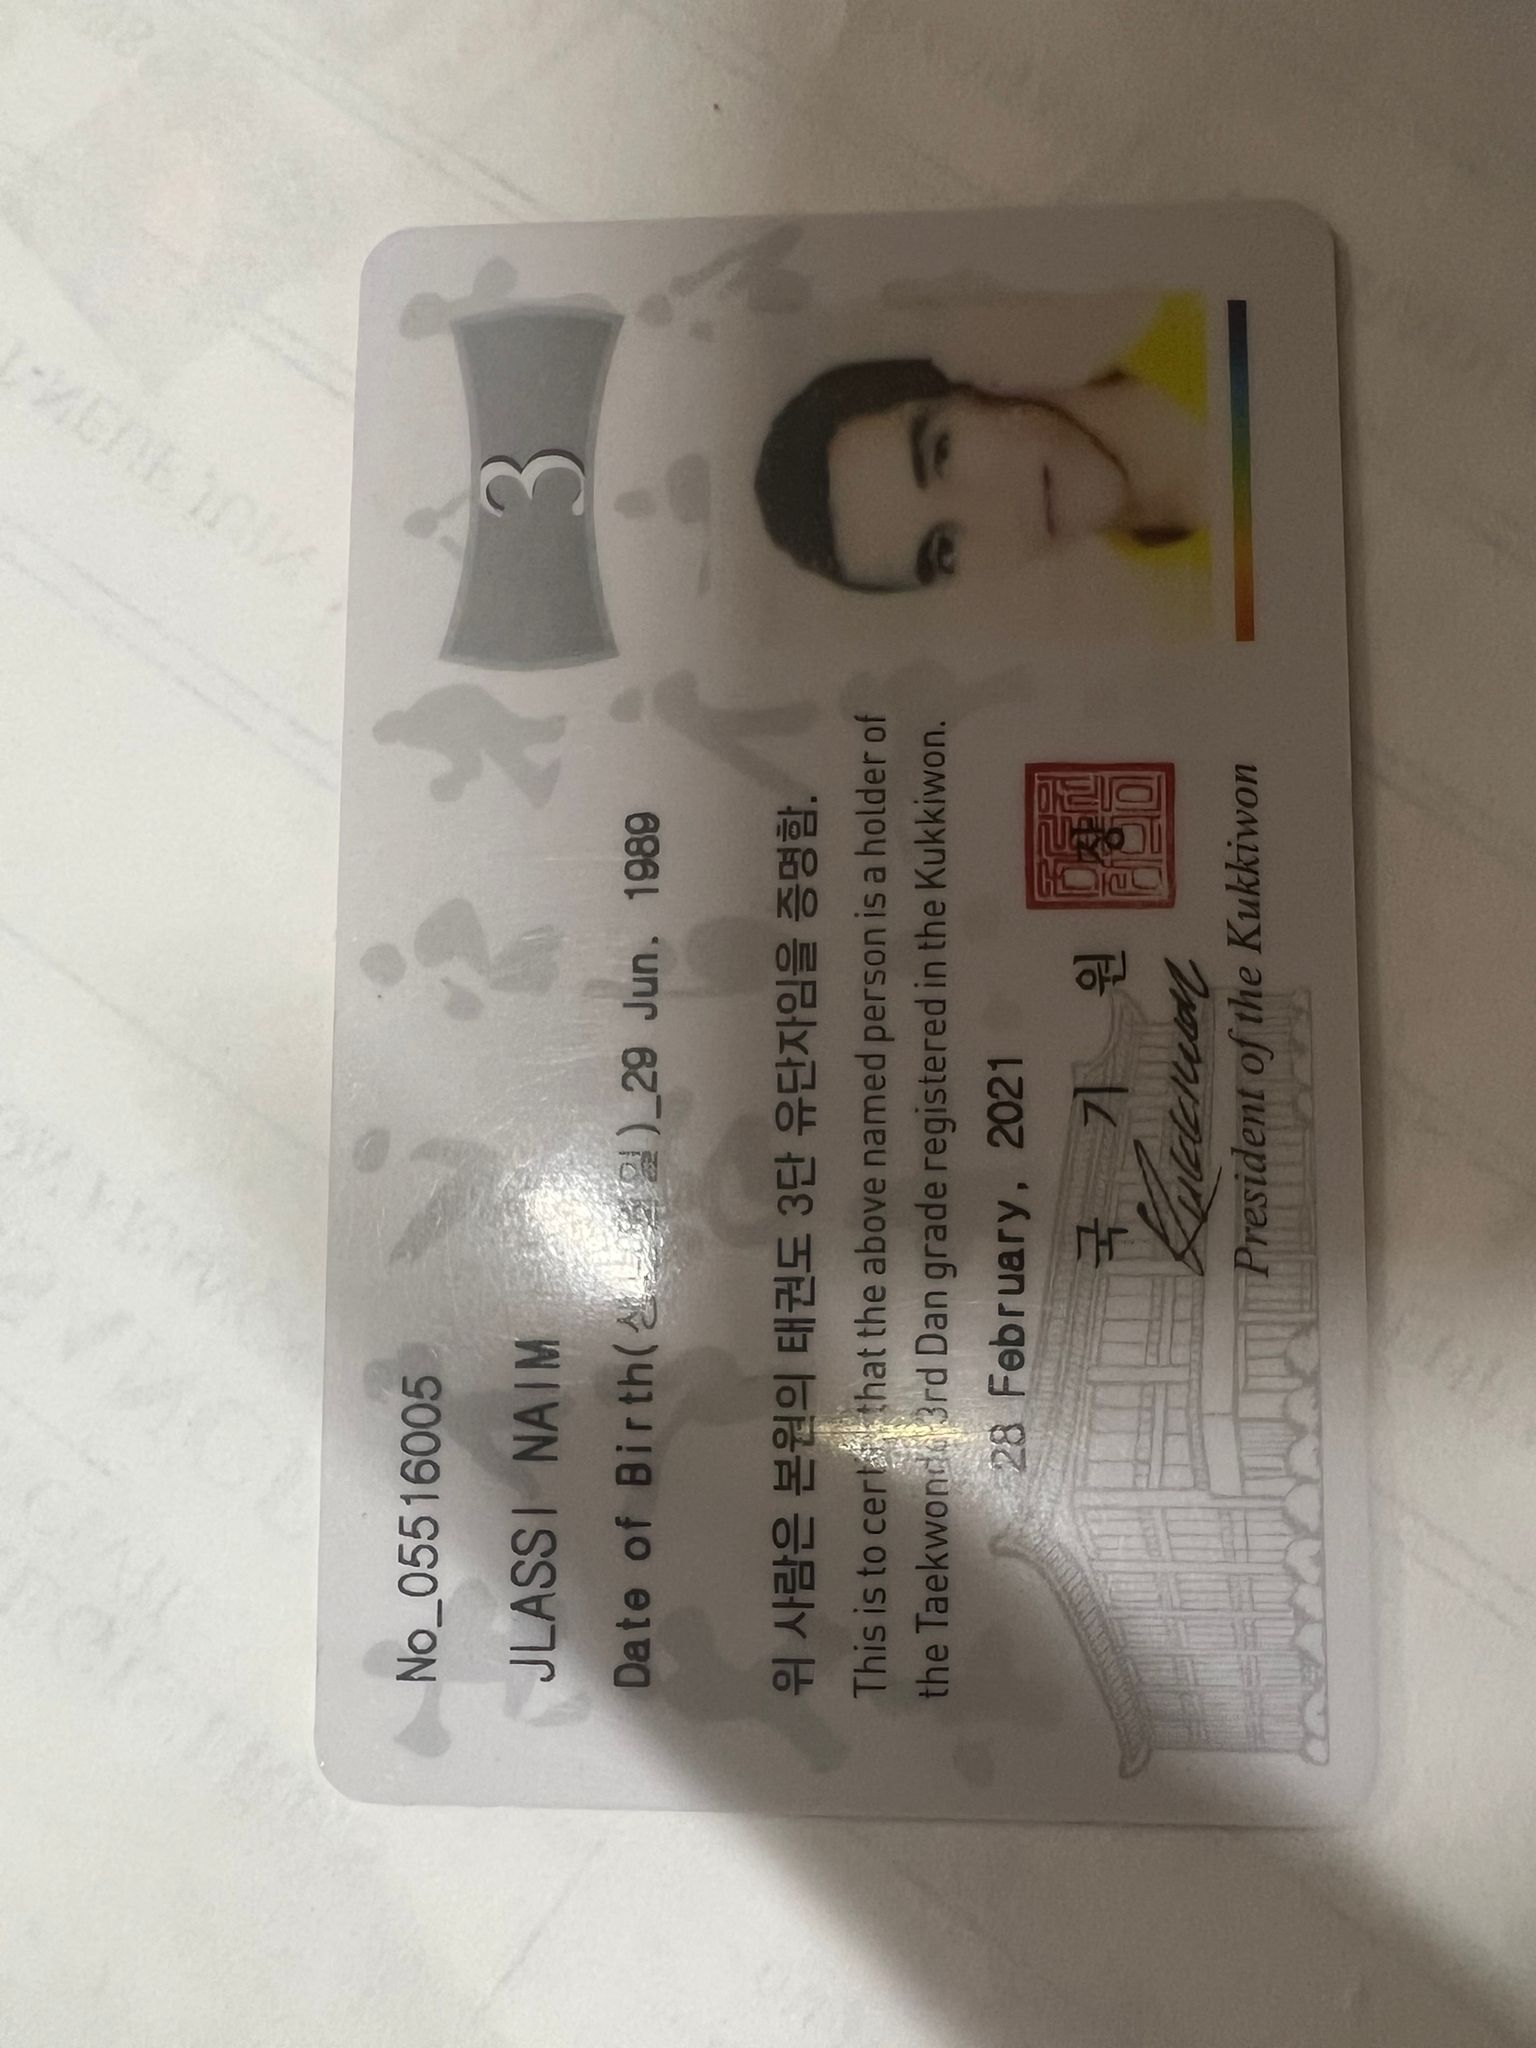 3
No_05516005
JLASSI NAIM
Date of Birth(생년월일)_29 Jun. 1989
위 사람은 본원의 태권도 3단 유단자임을 증명함.
This is to certify that the above named person is a holder of
the Taekwondo 3rd Dan grade registered in the Kukkiwon.
28 February, 2021
국 기 원 장
Kukkiwon
President of the Kukkiwon